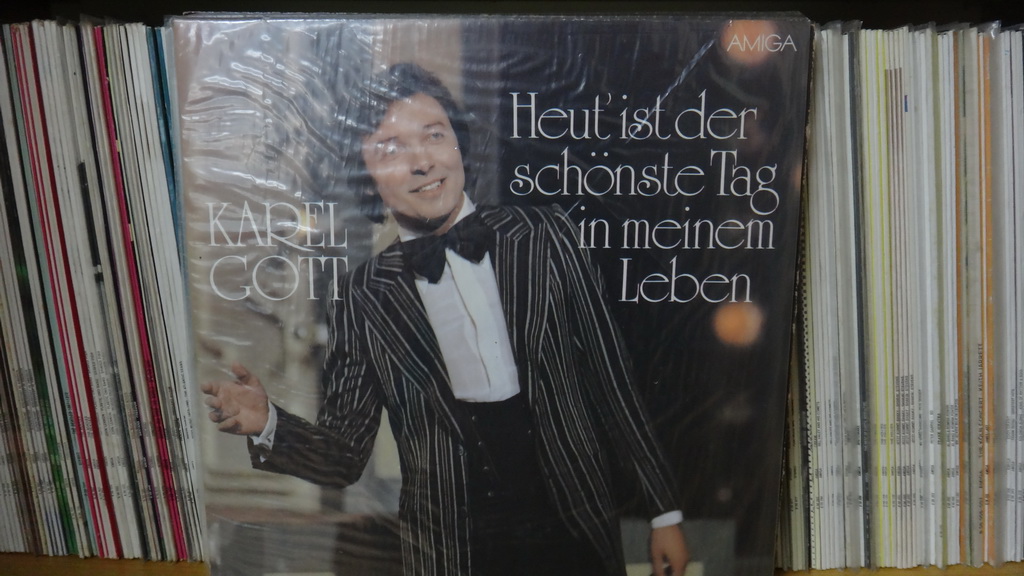 AMIGA
Heut' ist der
schönste Tag
in meinem
Leben
KAREL
GOTT